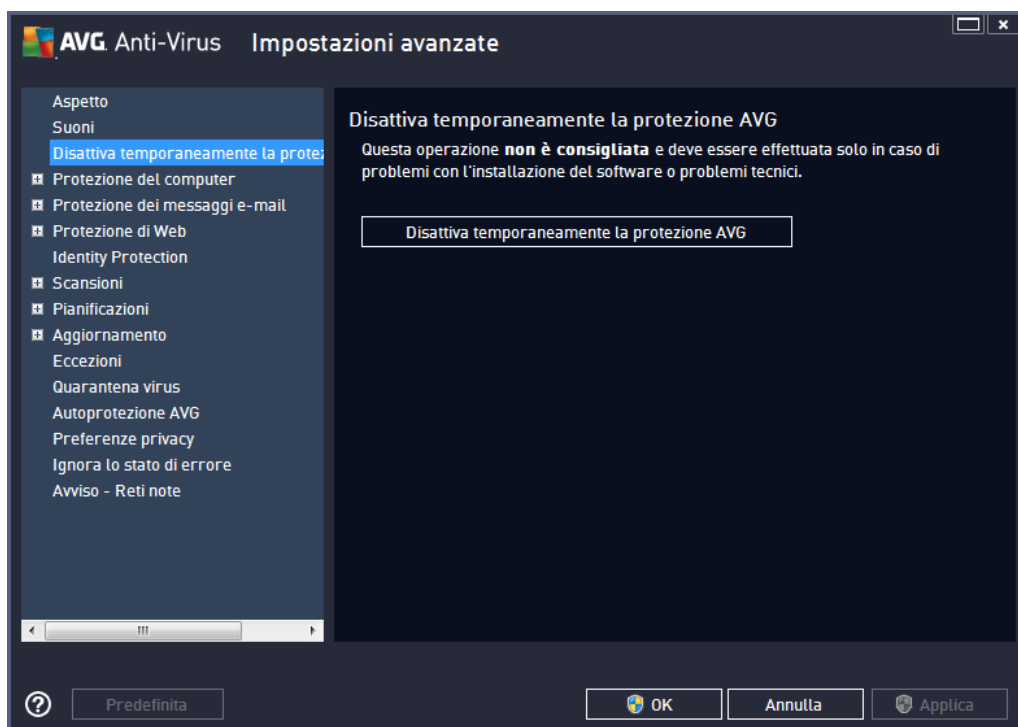 AVG. Anti-Virus Impostazioni avanzate
Aspetto
Suoni
Disattiva temporaneamente la protez
Protezione del computer
Protezione dei messaggi e-mail
Protezione di Web
Identity Protection
Scansioni
Pianificazioni
Aggiornamento
Eccezioni
Quarantena virus
Autoprotezione AVG
Preferenze privacy
Ignora lo stato di errore
Avviso - Reti note
Disattiva temporaneamente la protezione AVG
Questa operazione non è consigliata e deve essere effettuata solo in caso di
problemi con l'installazione del software o problemi tecnici.
Disattiva temporaneamente la protezione AVG
Predefinita
OK
Annulla
Applica